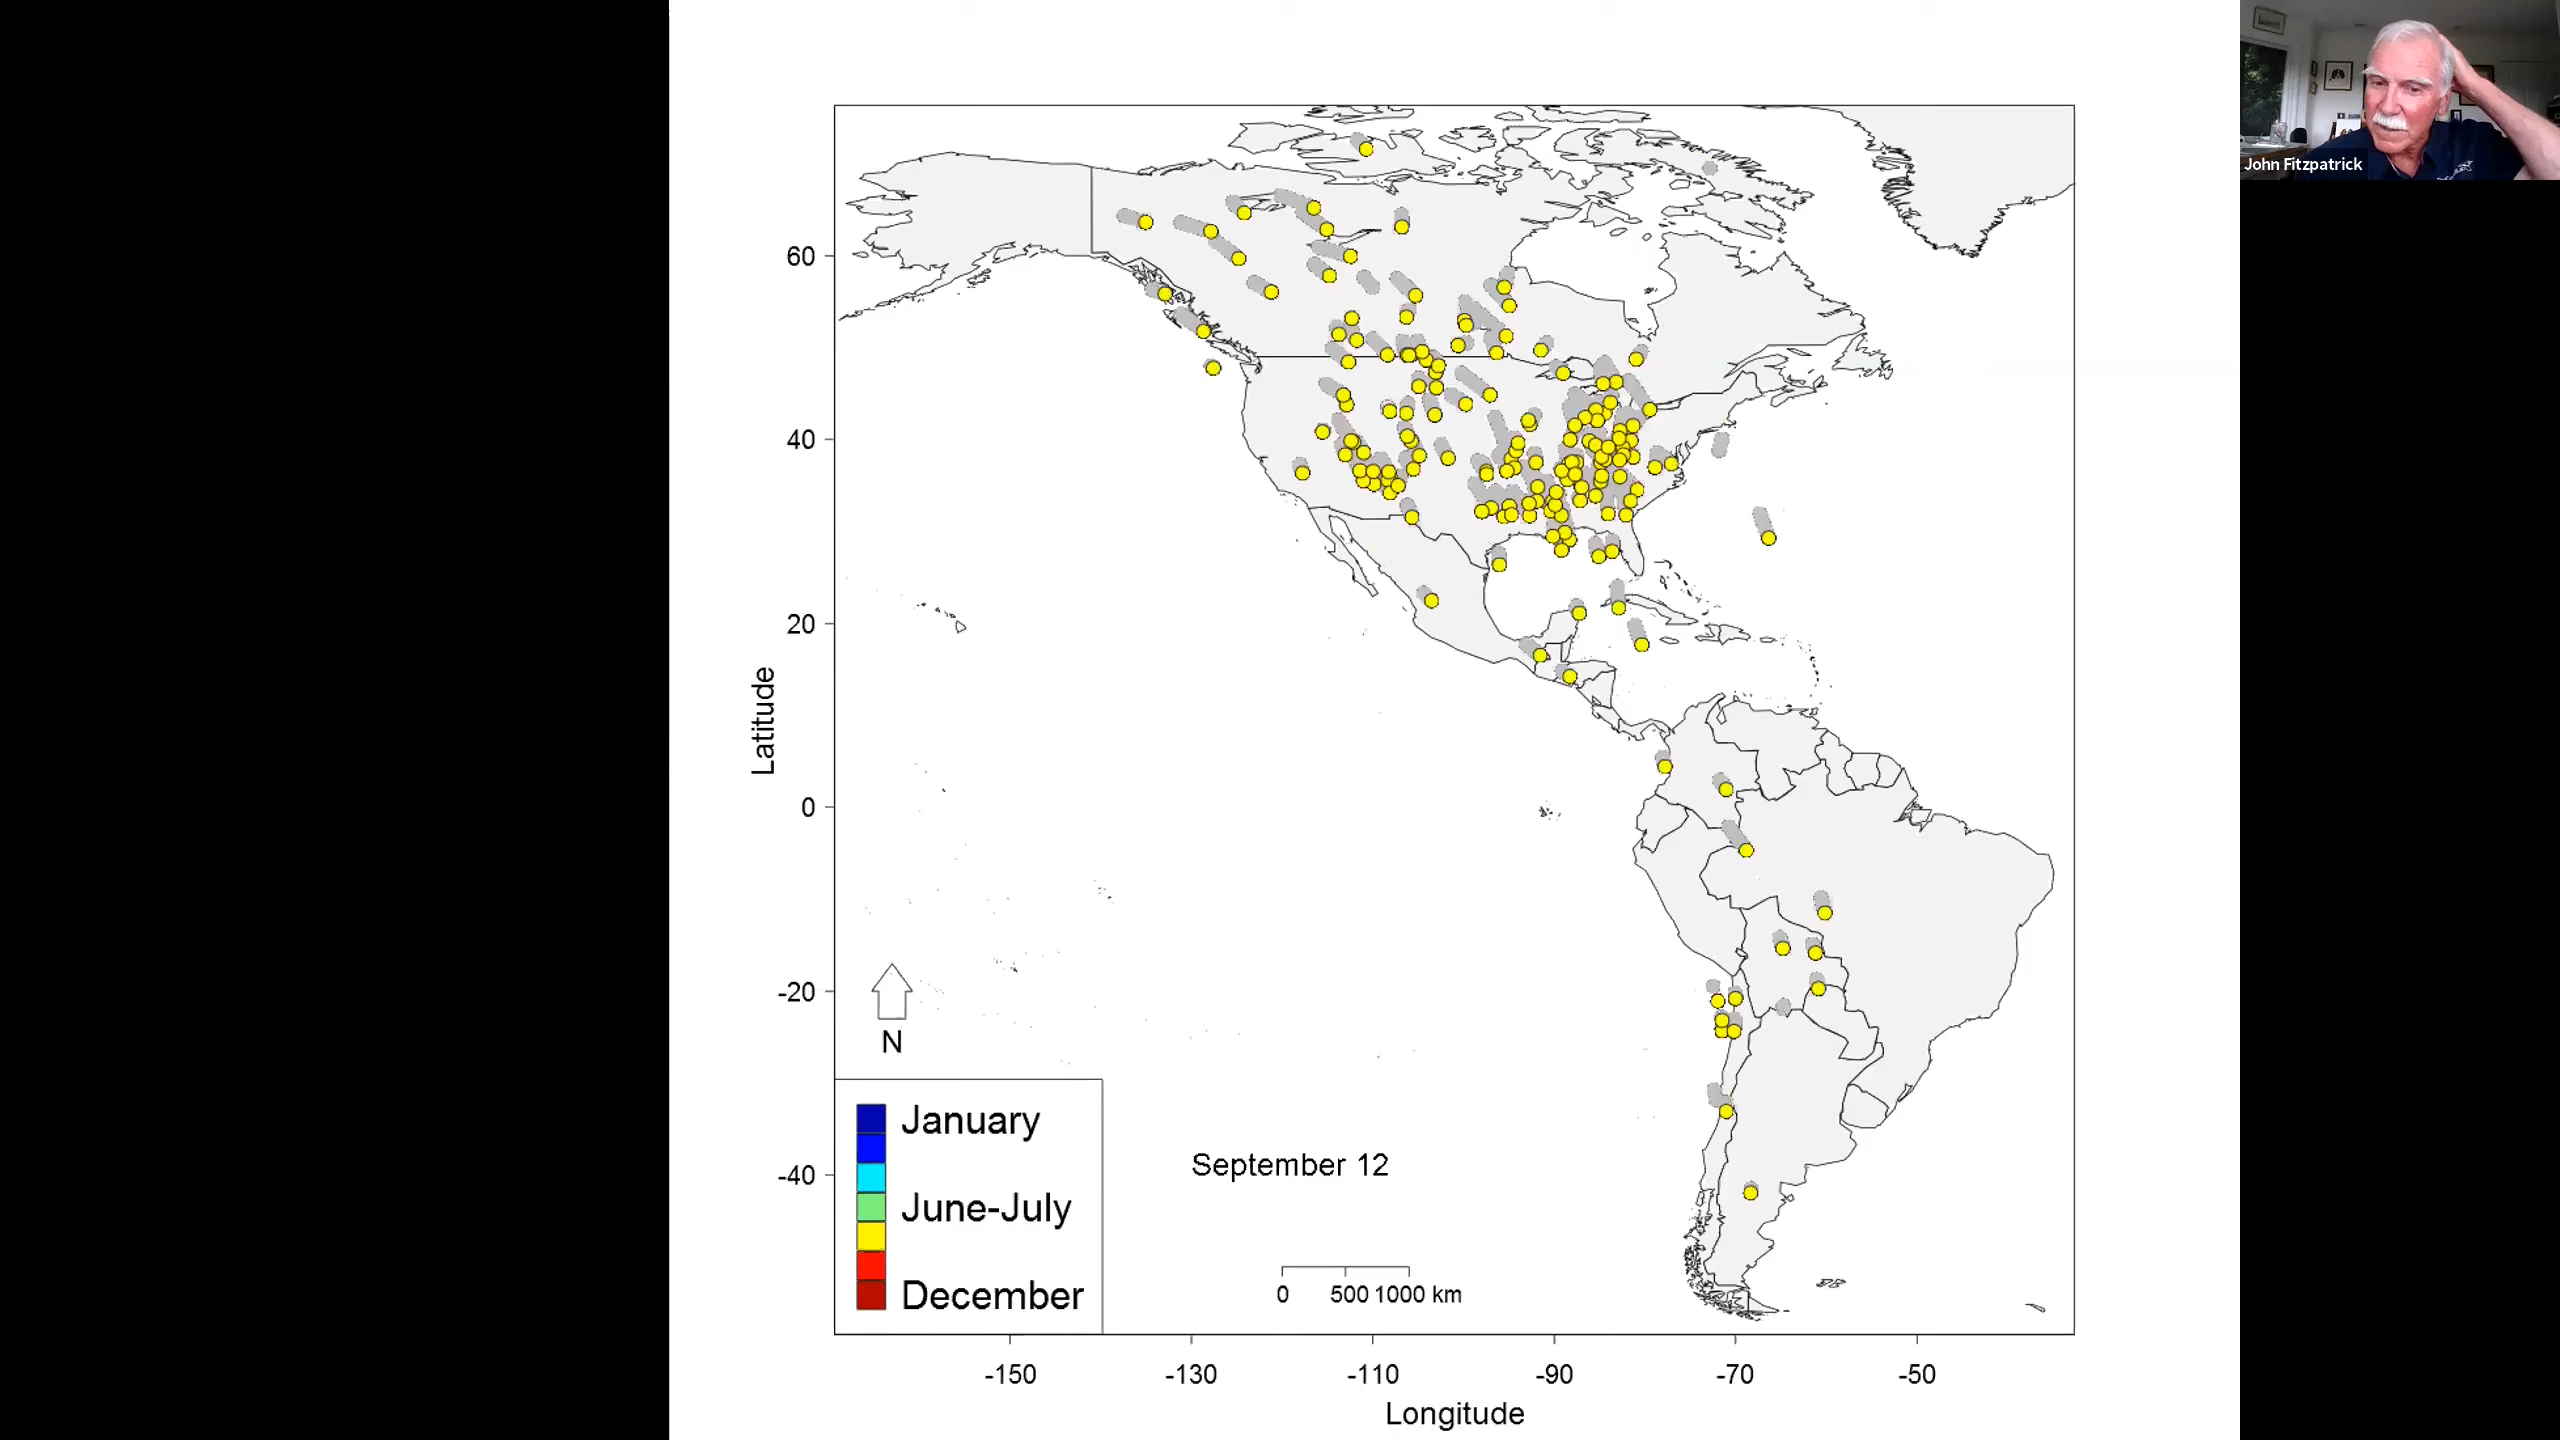 John Fitzpatrick
60
40
20
0
-20
-40
Latitude
N
January
June-July
December
September 12
0 500 1000 km
-150 -130 -110 -90 -70 -50
Longitude